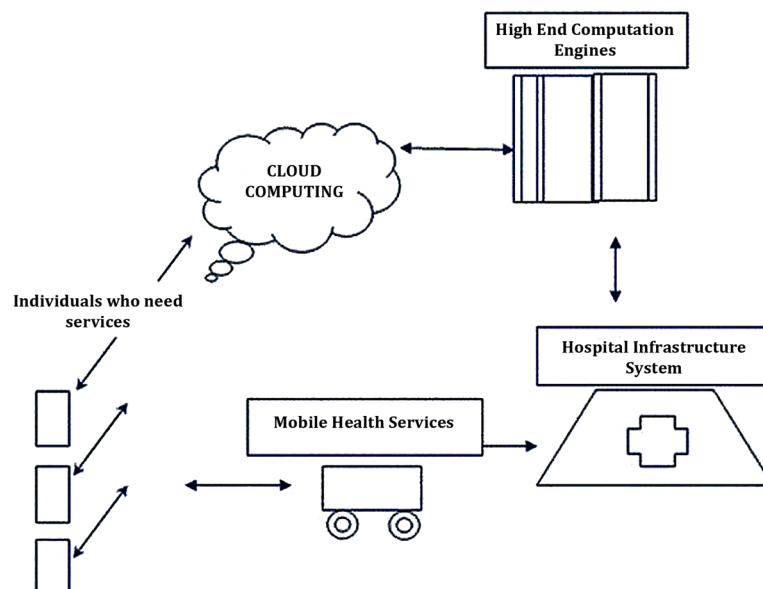 High End Computation
Engines
CLOUD
COMPUTING
Individuals who need
services
Hospital Infrastructure
System
Mobile Health Services